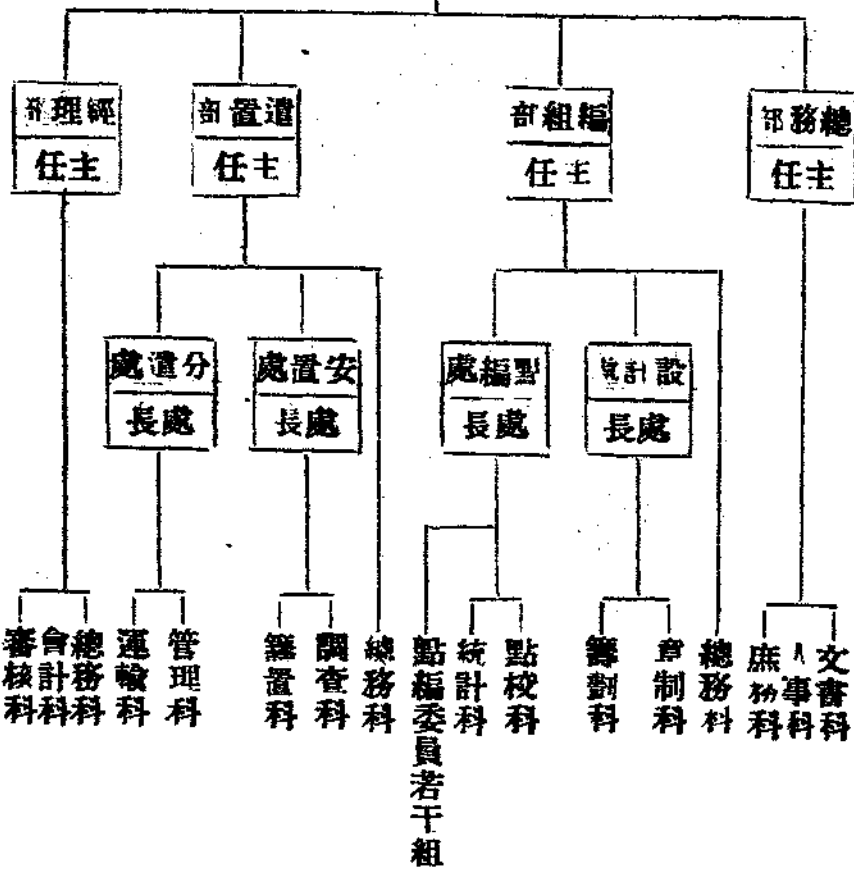 總務部
主任
編組部
主任
遣置部
主任
經理部
主任
設計處
處長
點編處
處長
安置處
處長
分遣處
處長
文書科
人事科
庶務科
總務科
章制科
籌劃科
點校科
統計科
點編委員若干組
總務科
調查科
籌置科
管理科
運輸科
總務科
會計科
審核科